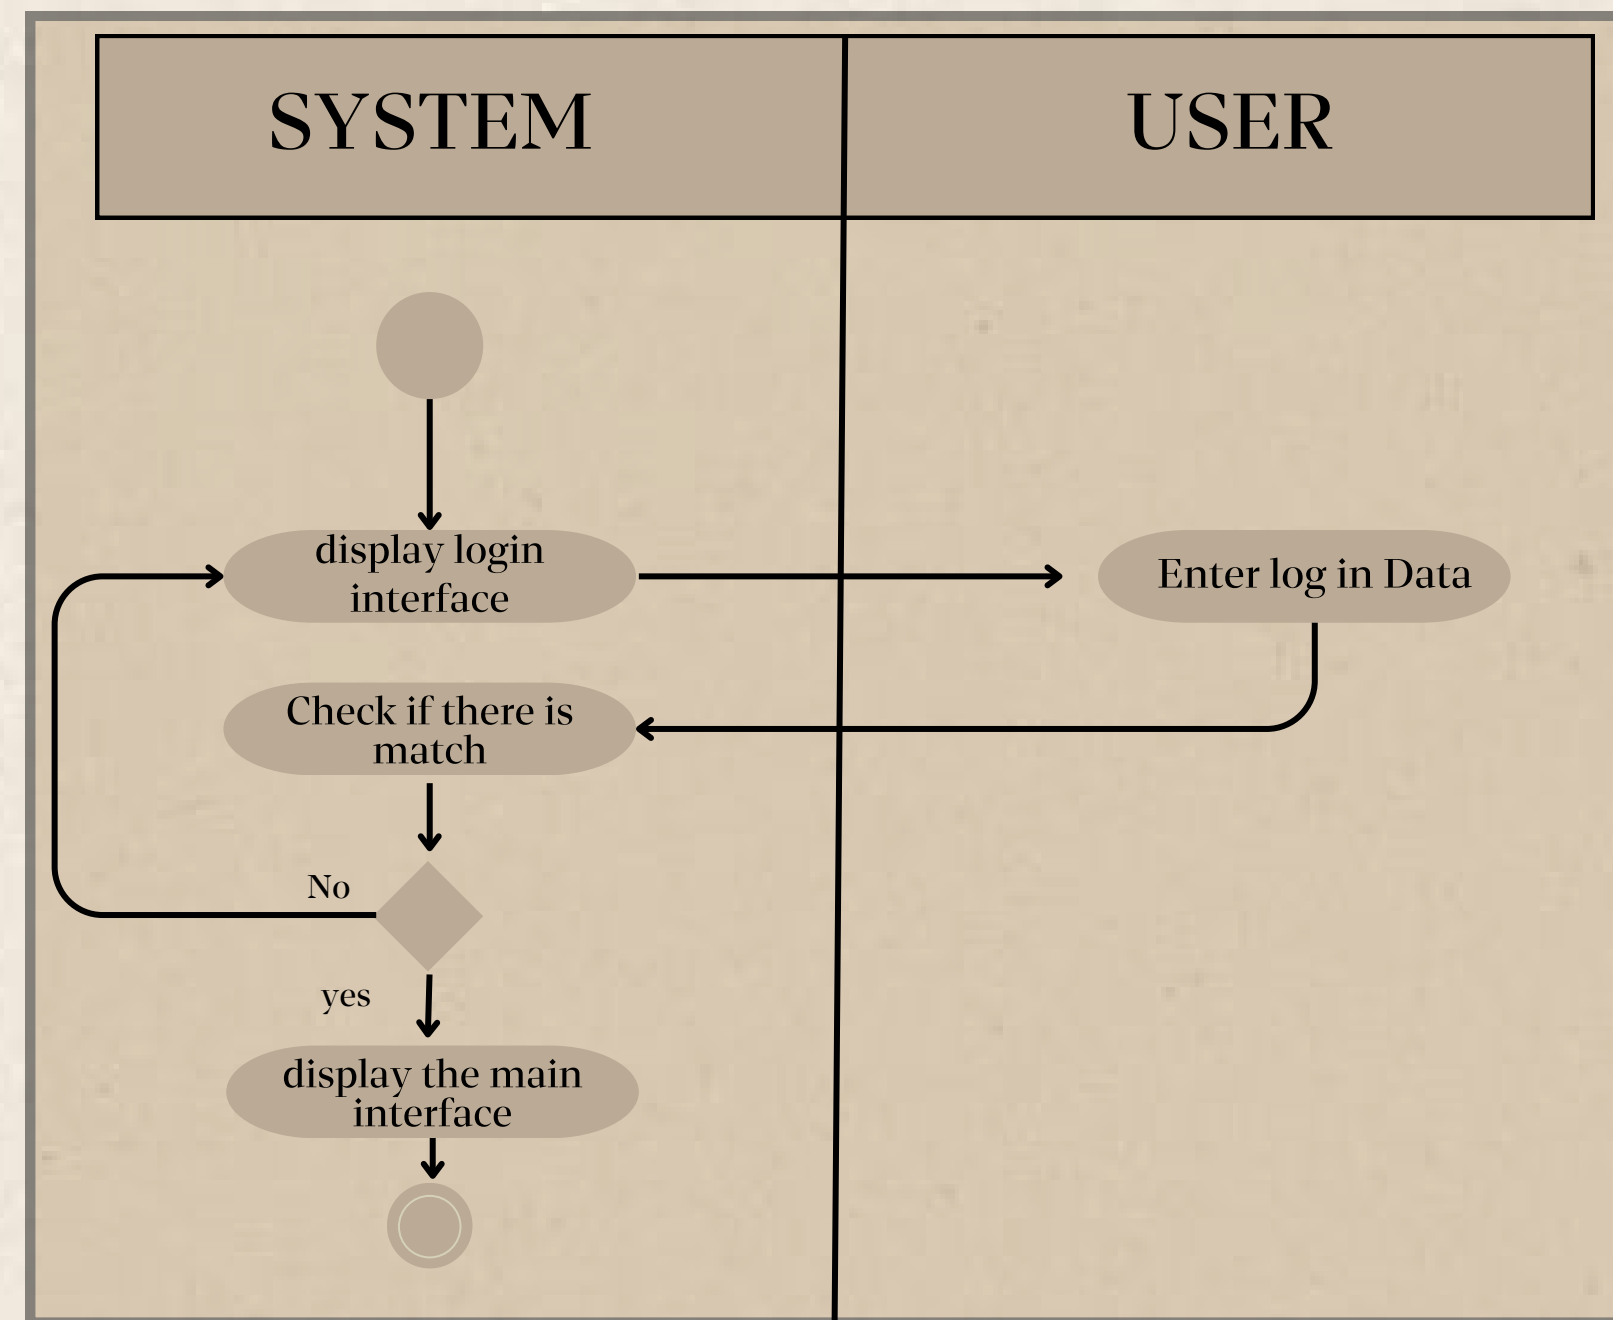 SYSTEM
USER
display login
interface
Enter log in Data
Check if there is
match
No
yes
display the main
interface